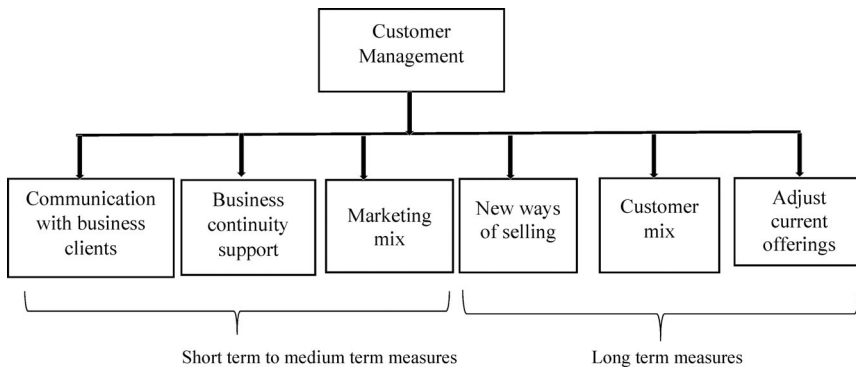 Customer
Management
Communication
with business
clients
Business
continuity
support
Marketing
mix
New ways
of selling
Customer
mix
Adjust
current
offerings
Short term to medium term measures
Long term measures